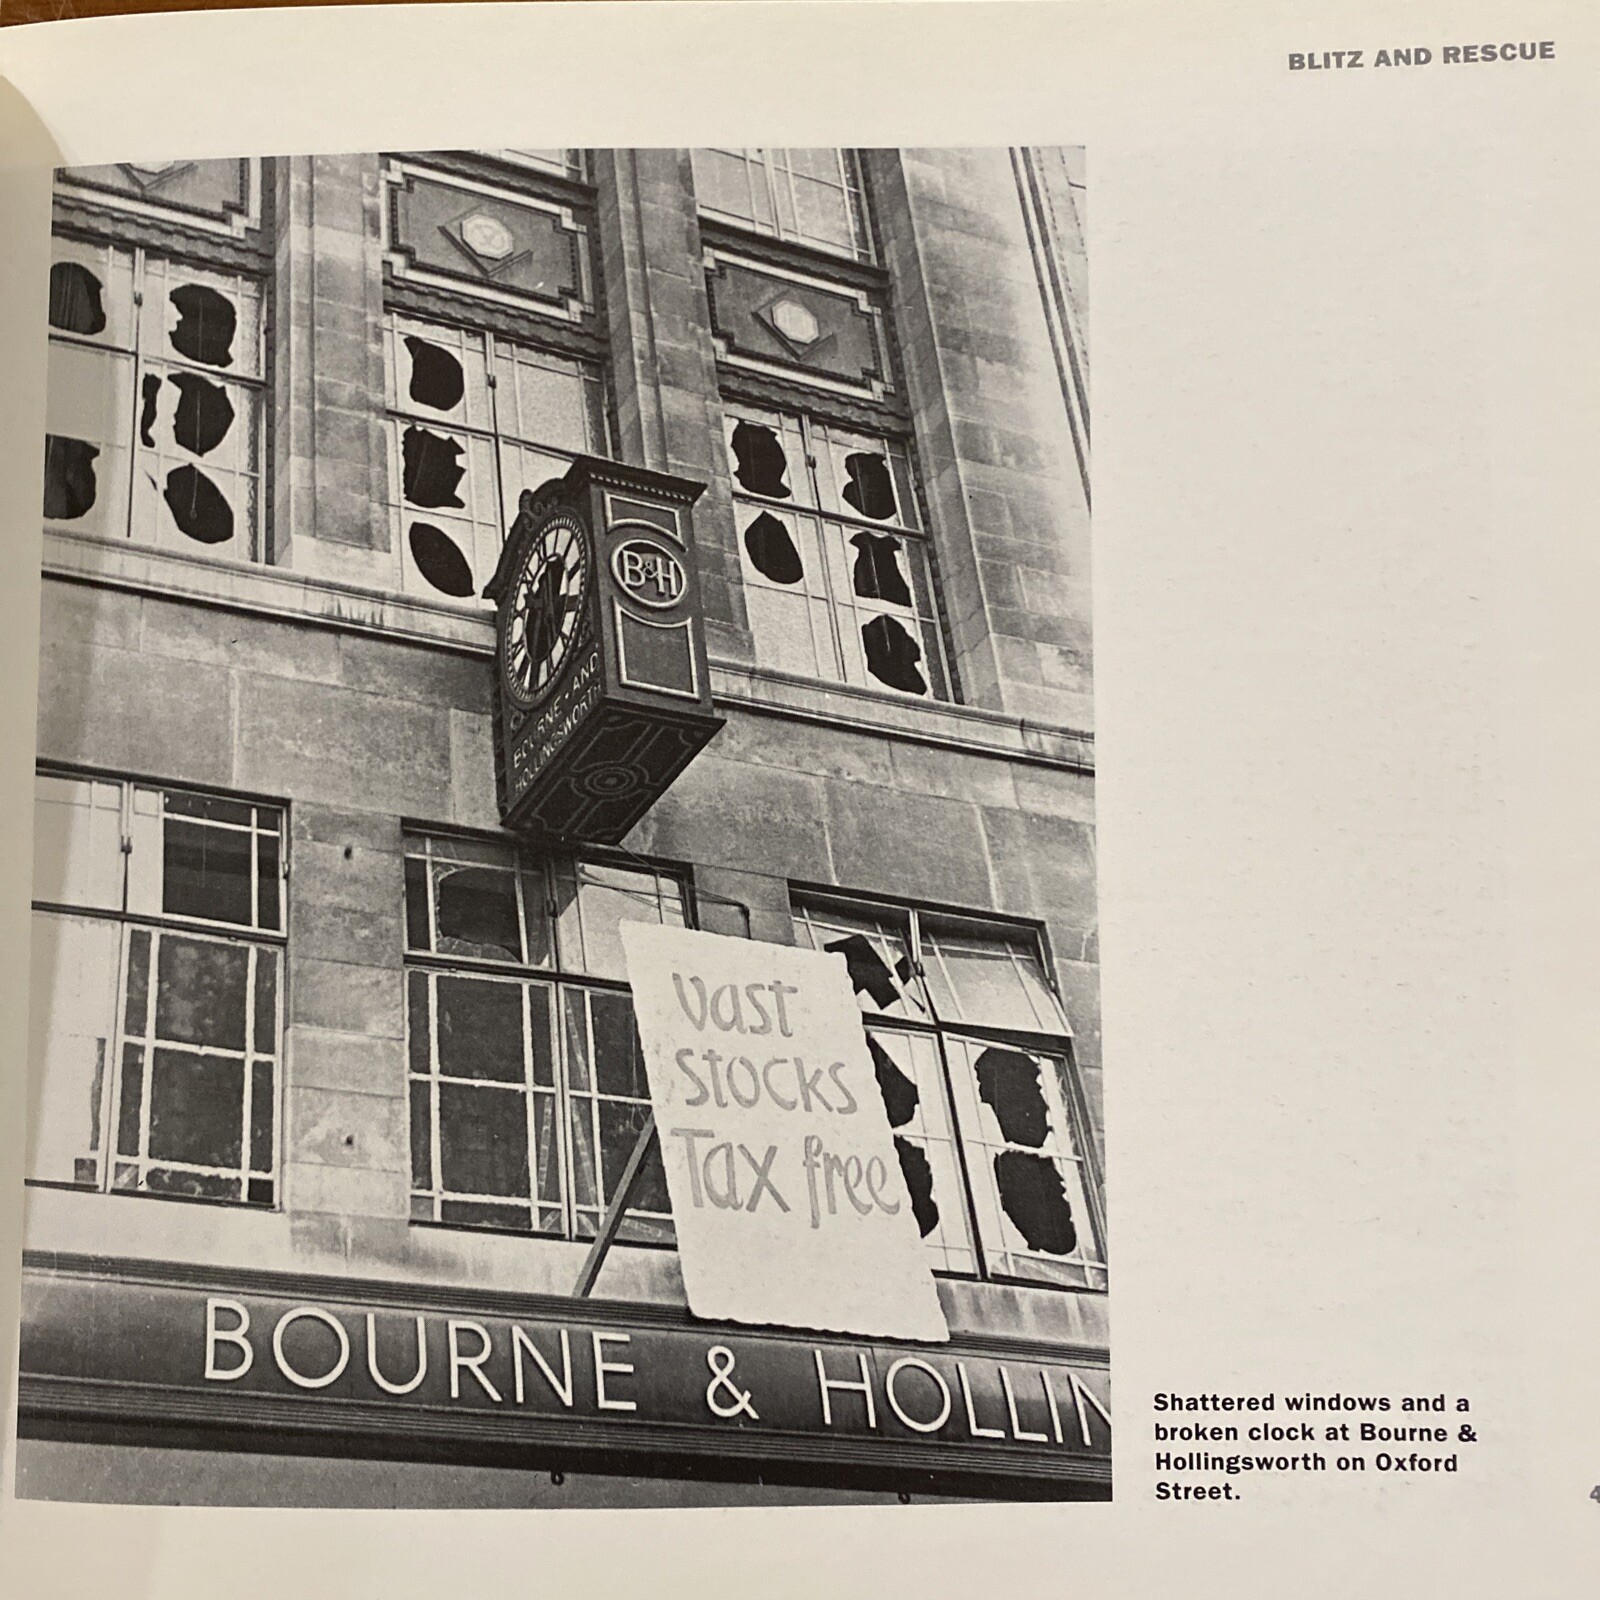 BLITZ AND RESCUE
B&H
BOURNE • AND
HOLLINGSWORTH
Vast
Stocks
Tax free
BOURNE & HOLLIN
Shattered windows and a
broken clock at Bourne &
Hollingsworth on Oxford
Street.
4